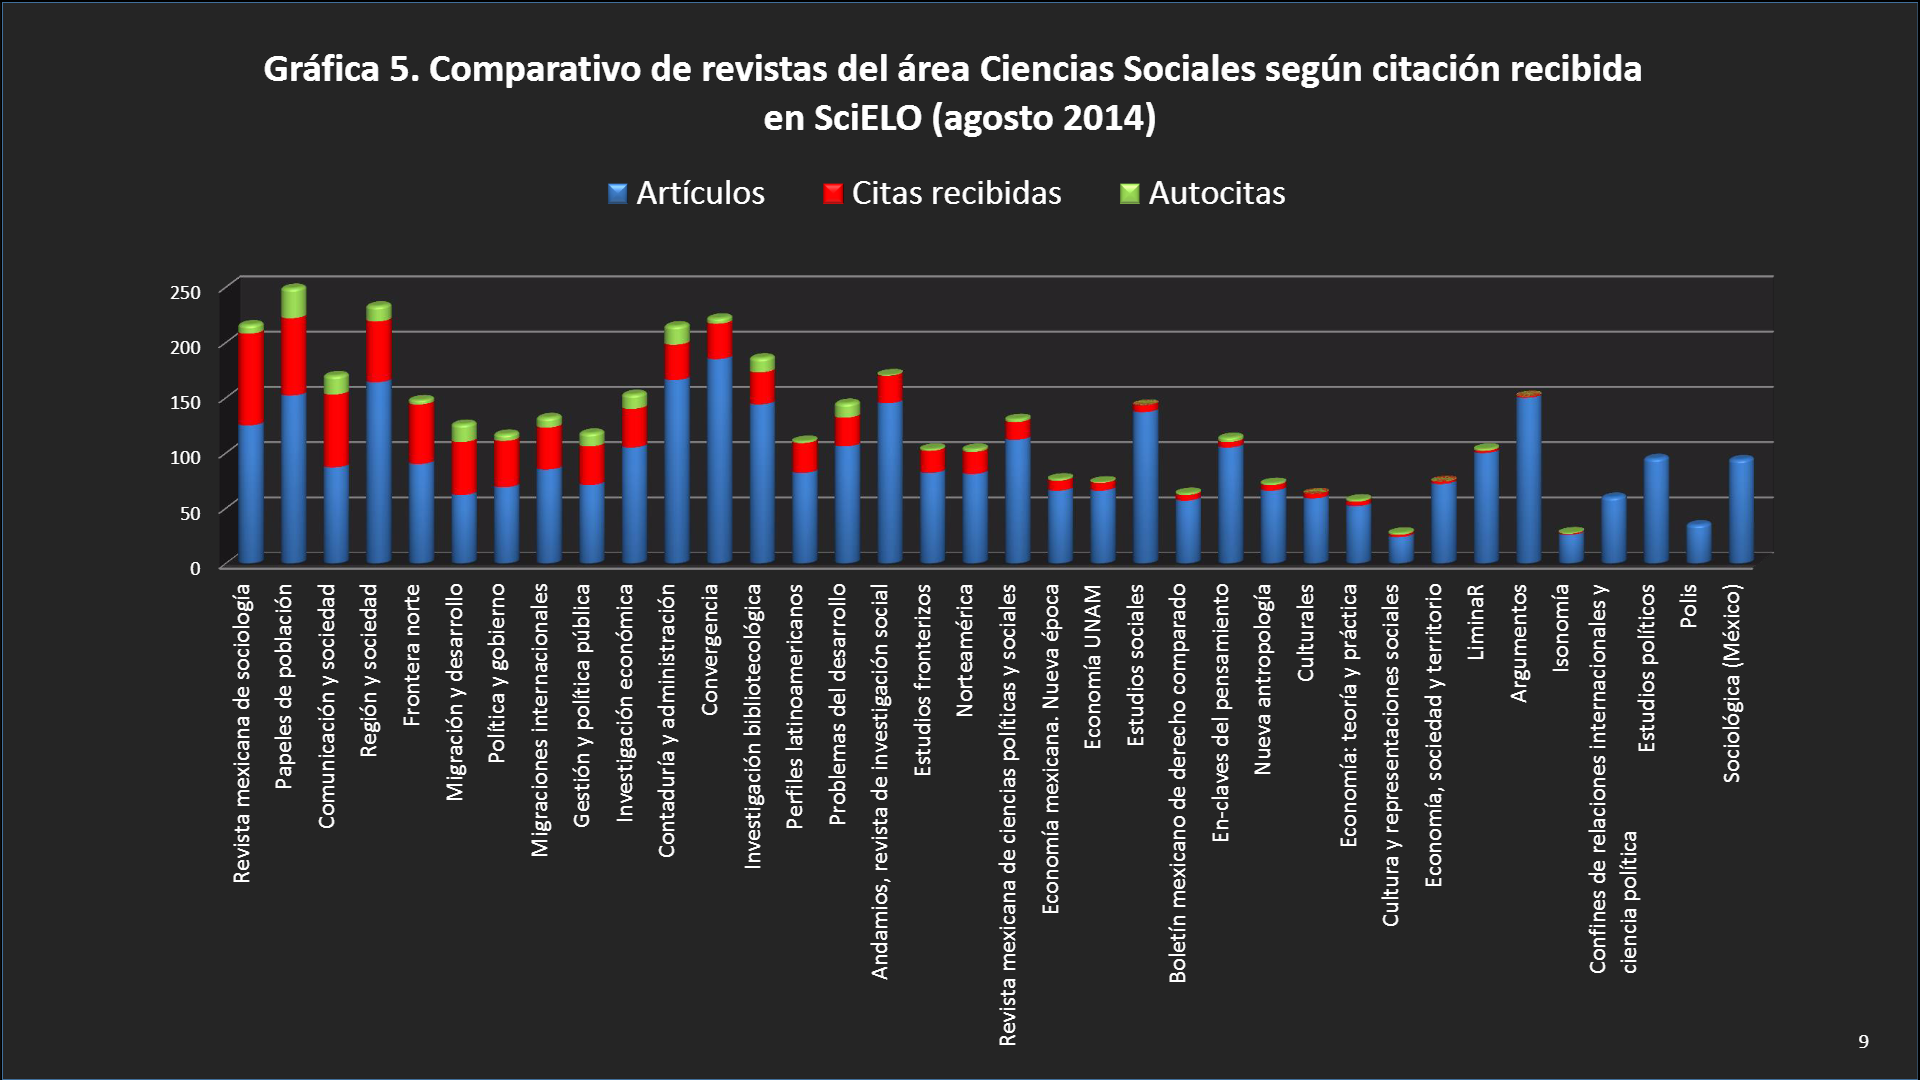 Gráfica 5. Comparativo de revistas del área Ciencias Sociales según citación recibida
en SciELO (agosto 2014)
Artículos
Citas recibidas
Autocitas
250
200
150
100
50
0
Revista mexicana de sociología
Papeles de población
Comunicación y sociedad
Región y sociedad
Frontera norte
Migración y desarrollo
Política y gobierno
Migraciones internacionales
Gestión y política pública
Investigación económica
Contaduría y administración
Convergencia
Investigación bibliotecológica
Perfiles latinoamericanos
Problemas del desarrollo
Andamios, revista de investigación social
Estudios fronterizos
Norteamérica
Revista mexicana de ciencias políticas y sociales
Economía mexicana. Nueva época
Economía UNAM
Estudios sociales
Boletín mexicano de derecho comparado
En-claves del pensamiento
Nueva antropología
Culturales
Economía: teoría y práctica
Cultura y representaciones sociales
Economía, sociedad y territorio
LiminaR
Argumentos
Isonomía
Confines de relaciones internacionales y
ciencia política
Estudios políticos
Polis
Sociológica (México)
9